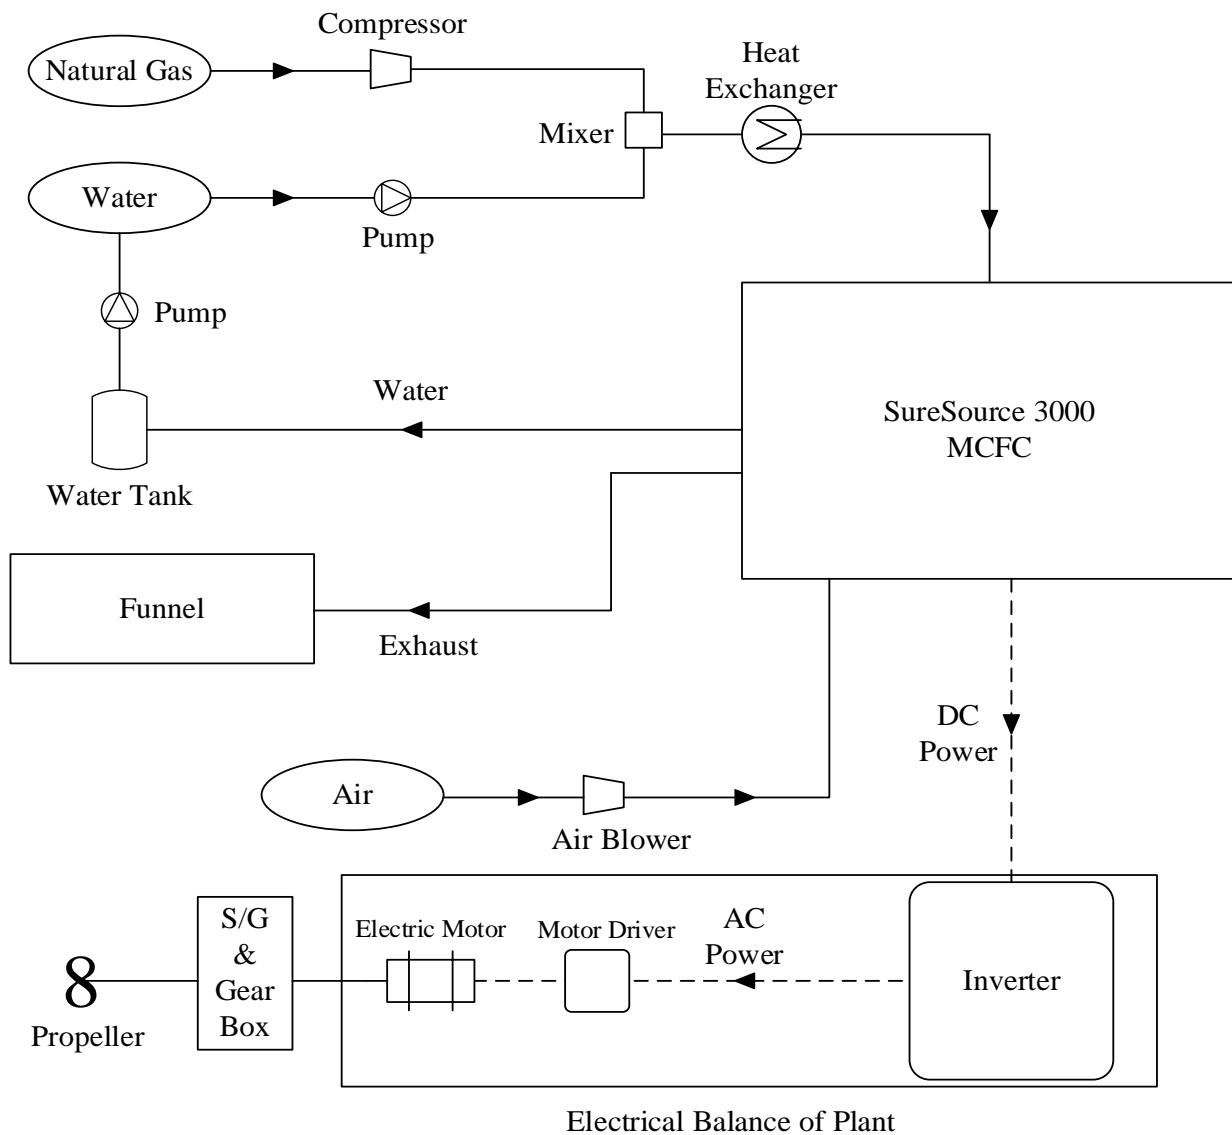 Compressor
Natural Gas
Heat
Exchanger
Mixer
Water
Pump
Pump
Water
SureSource 3000
MCFC
Water Tank
Funnel
Exhaust
DC
Power
Air
Air Blower
S/G
&
Gear
Box
Electric Motor
Motor Driver
AC
Power
Inverter
Propeller
Electrical Balance of Plant